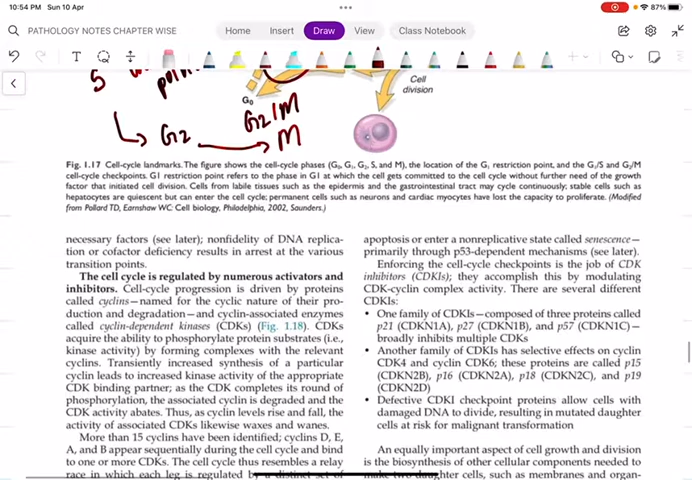 10:54 PM Sun 10 Apr
87%
PATHOLOGY NOTES CHAPTER WISE
Home Insert Draw View Class Notebook
S
point
G₀
Cell
division
G2/M
G2
M
Fig. 1.17 Cell-cycle landmarks. The figure shows the cell-cycle phases (G₀, G₁, G₂, S, and M), the location of the G₁ restriction point, and the G₁/S and G₂/M
cell-cycle checkpoints. G1 restriction point refers to the phase in G1 at which the cell gets committed to the cell cycle without further need of the growth
factor that initiated cell division. Cells from labile tissues such as the epidermis and the gastrointestinal tract may cycle continuously; stable cells such as
hepatocytes are quiescent but can enter the cell cycle; permanent cells such as neurons and cardiac myocytes have lost the capacity to proliferate. (Modified
from Pollard TD, Earnshaw WC: Cell biology, Philadelphia, 2002, Saunders.)
necessary factors (see later); nonfidelity of DNA replica-
tion or cofactor deficiency results in arrest at the various
transition points.
The cell cycle is regulated by numerous activators and
inhibitors. Cell-cycle progression is driven by proteins
called cyclins—named for the cyclic nature of their pro-
duction and degradation—and cyclin-associated enzymes
called cyclin-dependent kinases (CDKs) (Fig. 1.18). CDKs
acquire the ability to phosphorylate protein substrates (i.e.,
kinase activity) by forming complexes with the relevant
cyclins. Transiently increased synthesis of a particular
cyclin leads to increased kinase activity of the appropriate
CDK binding partner; as the CDK completes its round of
phosphorylation, the associated cyclin is degraded and the
CDK activity abates. Thus, as cyclin levels rise and fall, the
activity of associated CDKs likewise waxes and wanes.
More than 15 cyclins have been identified; cyclins D, E,
A, and B appear sequentially during the cell cycle and bind
to one or more CDKs. The cell cycle thus resembles a relay
race in which each leg is regulated by a distinct set of
apoptosis or enter a nonreplicative state called senescence—
primarily through p53-dependent mechanisms (see later).
Enforcing the cell-cycle checkpoints is the job of CDK
inhibitors (CDKIs); they accomplish this by modulating
CDK-cyclin complex activity. There are several different
CDKIs:
• One family of CDKIs—composed of three proteins called
p21 (CDKN1A), p27 (CDKN1B), and p57 (CDKN1C)—
broadly inhibits multiple CDKs
• Another family of CDKIs has selective effects on cyclin
CDK4 and cyclin CDK6; these proteins are called p15
(CDKN2B), p16 (CDKN2A), p18 (CDKN2C), and p19
(CDKN2D)
• Defective CDKI checkpoint proteins allow cells with
damaged DNA to divide, resulting in mutated daughter
cells at risk for malignant transformation
An equally important aspect of cell growth and division
is the biosynthesis of other cellular components needed to
make two daughter cells, such as membranes and organ-